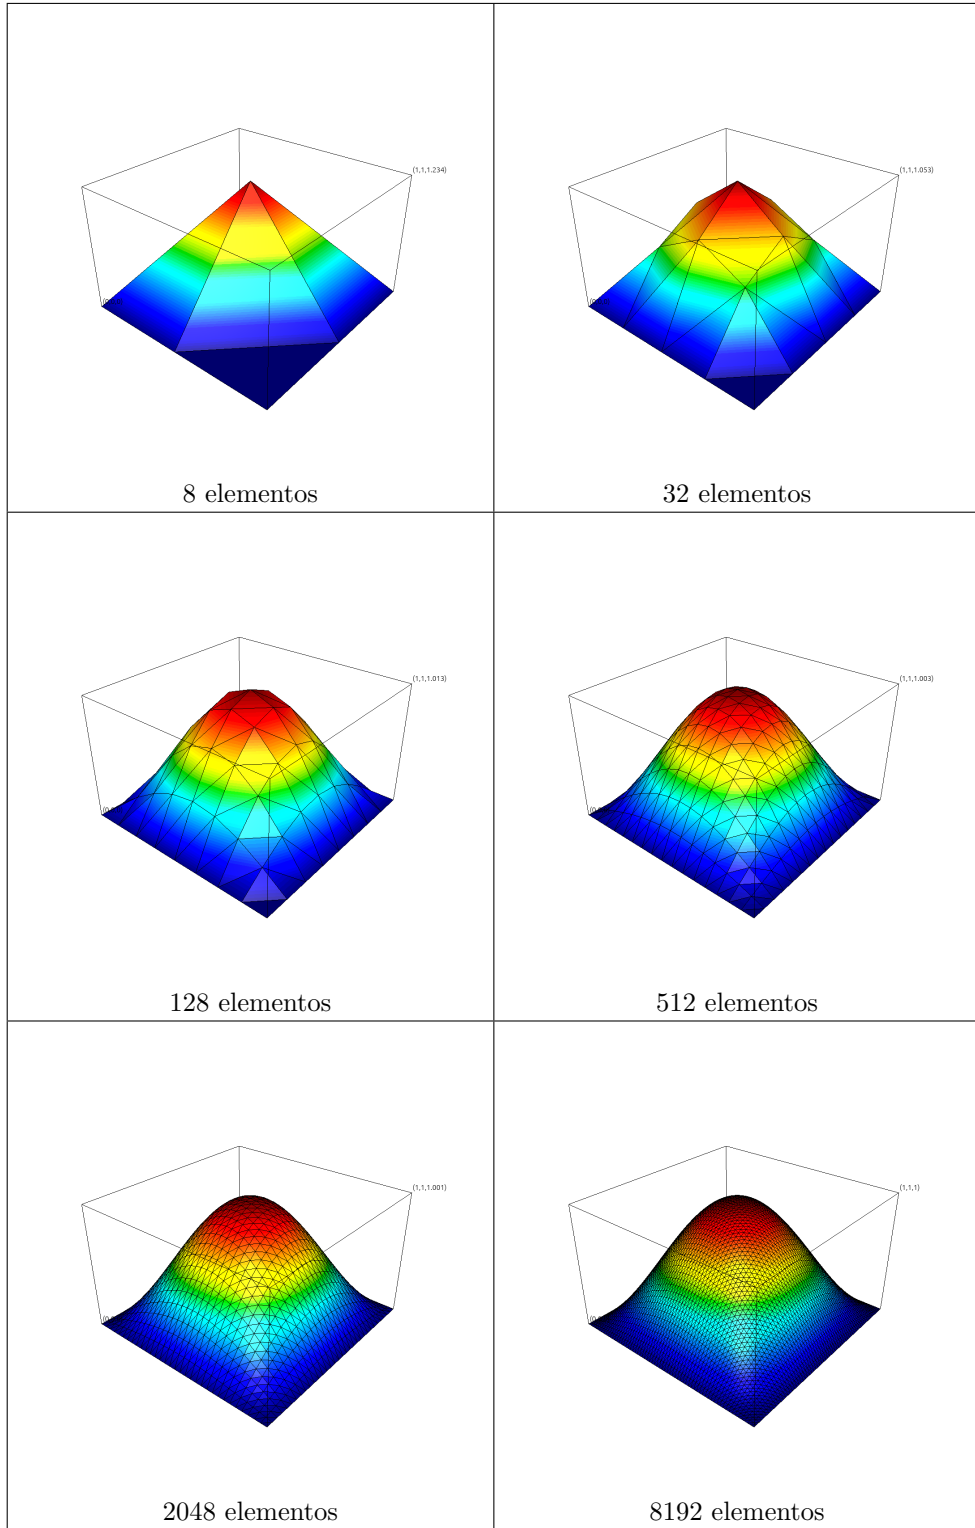 (1,1,1.234)
(1,1,1.053)
8 elementos
32 elementos
(1,1,1.013)
(1,1,1.003)
128 elementos
512 elementos
(1,1,1.001)
(1,1,1)
2048 elementos
8192 elementos